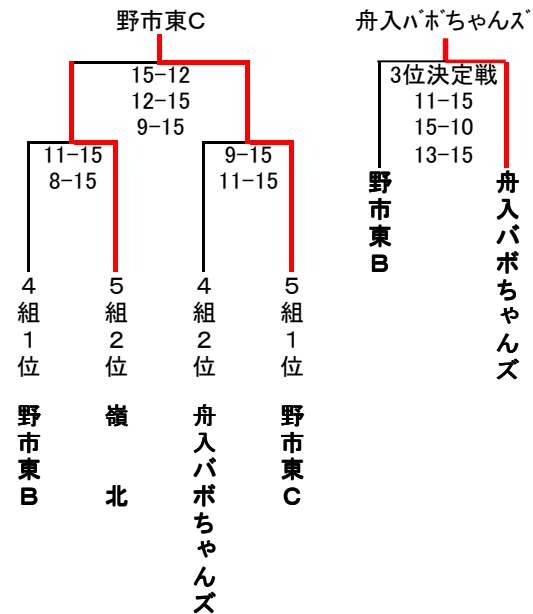 野市東C
15-12
12-15
9-15
11-15
8-15
9-15
11-15
4組1位
5組2位
4組2位
5組1位
野市東B
嶺北
舟入バボちゃんズ
野市東C
舟入バボちゃんズ
3位決定戦
11-15
15-10
13-15
野市東B
舟入バボちゃんズ